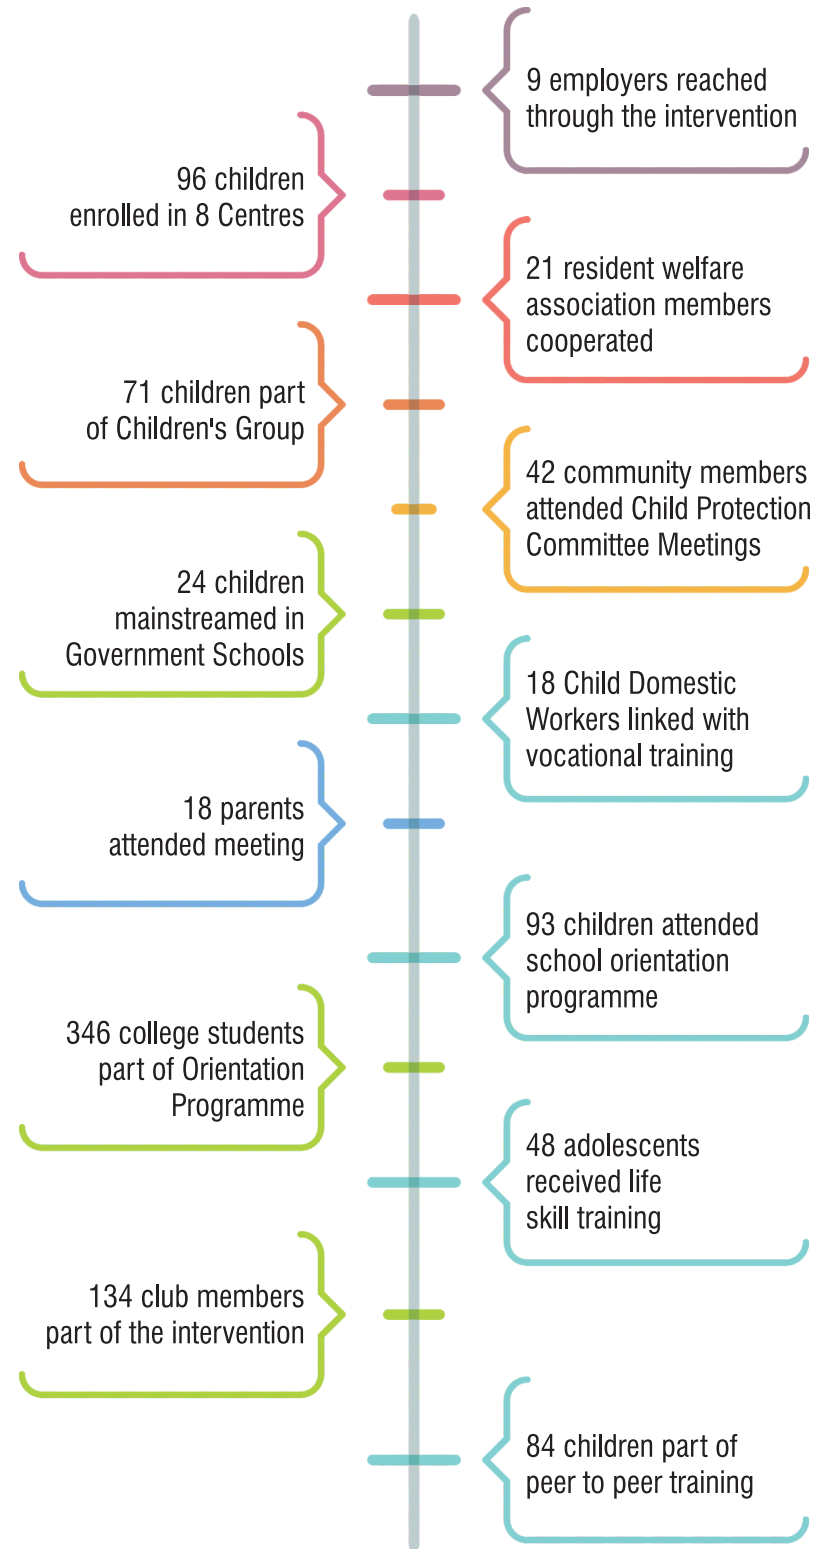 9 employers reached
through the intervention
96 children
enrolled in 8 Centres
21 resident welfare
association members
cooperated
71 children part
of Children's Group
42 community members
attended Child Protection
Committee Meetings
24 children
mainstreamed in
Government Schools
18 Child Domestic
Workers linked with
vocational training
18 parents
attended meeting
93 children attended
school orientation
programme
346 college students
part of Orientation
Programme
48 adolescents
received life
skill training
134 club members
part of the intervention
84 children part of
peer to peer training